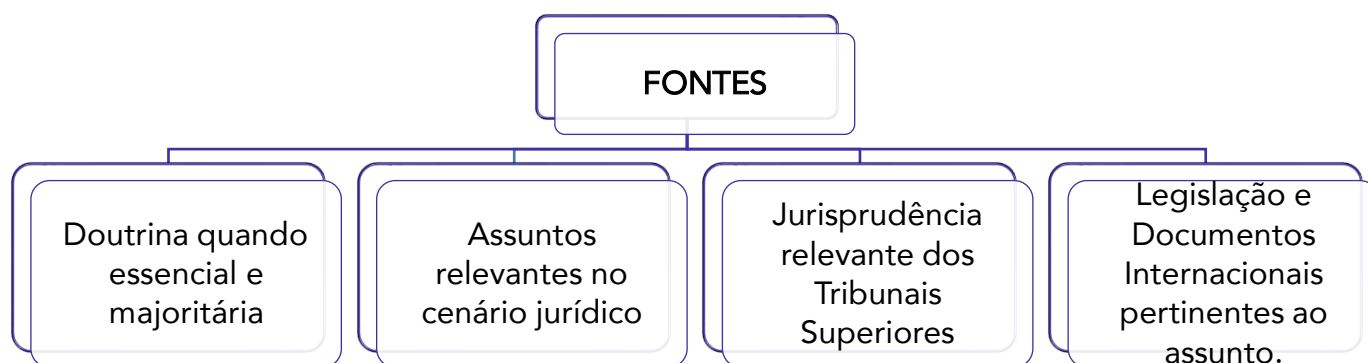 FONTES
Doutrina quando
essencial e
majoritária
Assuntos
relevantes no
cenário jurídico
Jurisprudência
relevante dos
Tribunais
Superiores
Legislação e
Documentos
Internacionais
pertinentes ao
assunto.